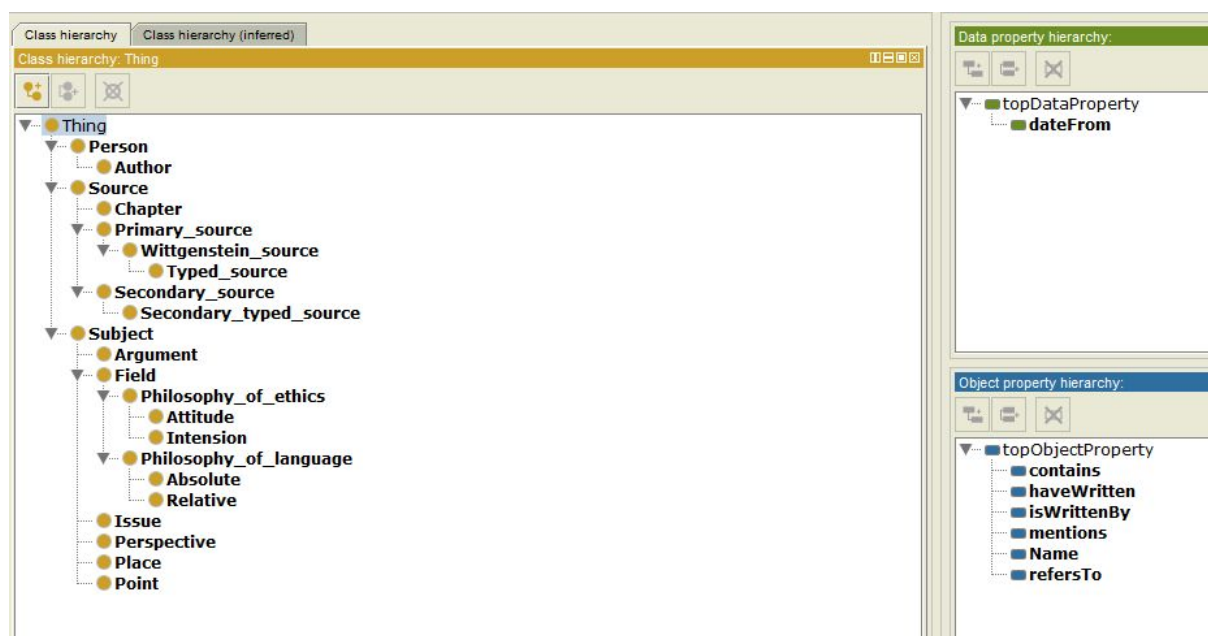 Class hierarchy Class hierarchy (inferred)
Class hierarchy: Thing
Thing
Person
Author
Source
Chapter
Primary_source
Wittgenstein_source
Typed_source
Secondary_source
Secondary_typed_source
Subject
Argument
Field
Philosophy_of_ethics
Attitude
Intension
Philosophy_of_language
Absolute
Relative
Issue
Perspective
Place
Point
Data property hierarchy:
topDataProperty
dateFrom
Object property hierarchy:
topObjectProperty
contains
haveWritten
isWrittenBy
mentions
Name
refersTo